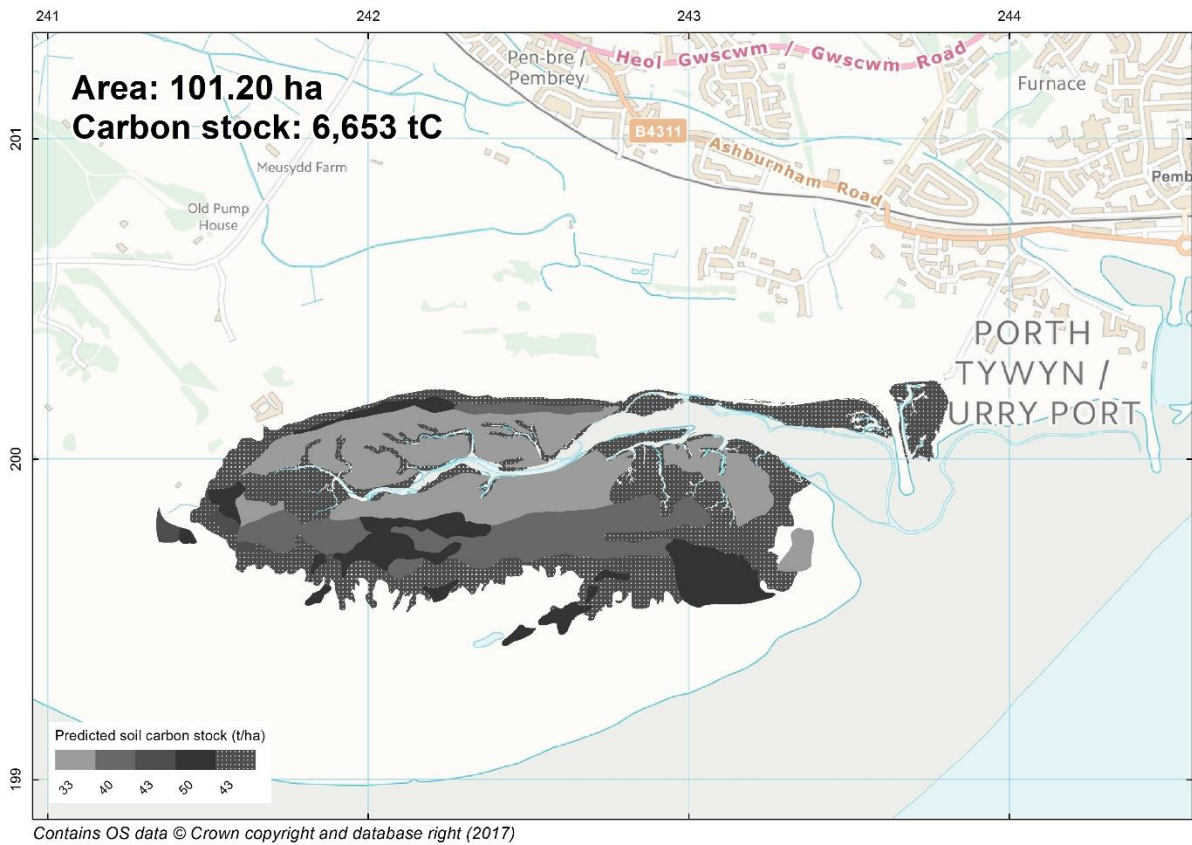 241 242 243 244
Area: 101.20 ha
Carbon stock: 6,653 tC
Pen-bre /
Pembrey
Heol Gwscwm / Gwscwm Road
Furnace
B4311
Ashburnham Road
Meusydd Farm
Pemb
Old Pump
House
PORTH
TYWYN /
URRY PORT
201
200
199
Predicted soil carbon stock (t/ha)
33 40 43 50 43
Contains OS data © Crown copyright and database right (2017)